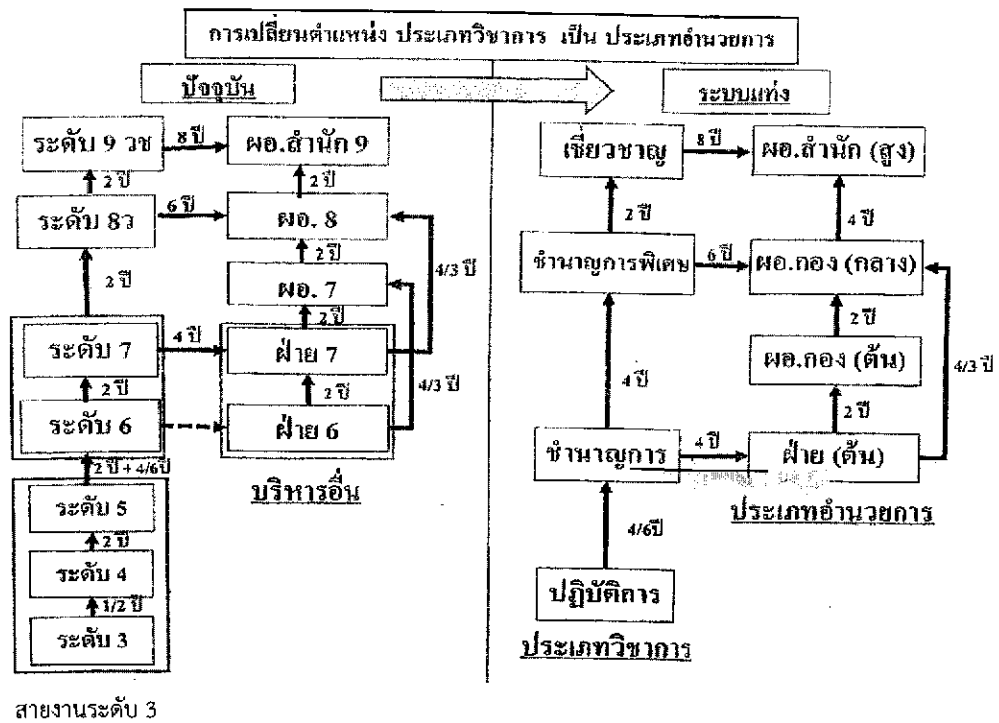 การเปลี่ยนตำแหน่ง ประเภทวิชาการ เป็น ประเภทอำนวยการ
ปัจจุบัน
ระบบแท่ง
ระดับ 9 วช
8 ปี
ผอ.สำนัก 9
2 ปี
2 ปี
ระดับ 8ว
6 ปี
ผอ. 8
2 ปี
2 ปี
4/3 ปี
ผอ. 7
2 ปี
ระดับ 7
4 ปี
ฝ่าย 7
2 ปี
2 ปี
4/3 ปี
ระดับ 6
ฝ่าย 6
2 ปี + 4/6ปี
บริหารอื่น
ระดับ 5
2 ปี
ระดับ 4
1/2 ปี
ระดับ 3
สายงานระดับ 3
เชี่ยวชาญ
8 ปี
ผอ.สำนัก (สูง)
2 ปี
4 ปี
ชำนาญการพิเศษ
6 ปี
ผอ.กอง (กลาง)
2 ปี
ผอ.กอง (ต้น)
4 ปี
4/3 ปี
2 ปี
ชำนาญการ
4 ปี
ฝ่าย (ต้น)
ประเภทอำนวยการ
4/6ปี
ปฏิบัติการ
ประเภทวิชาการ